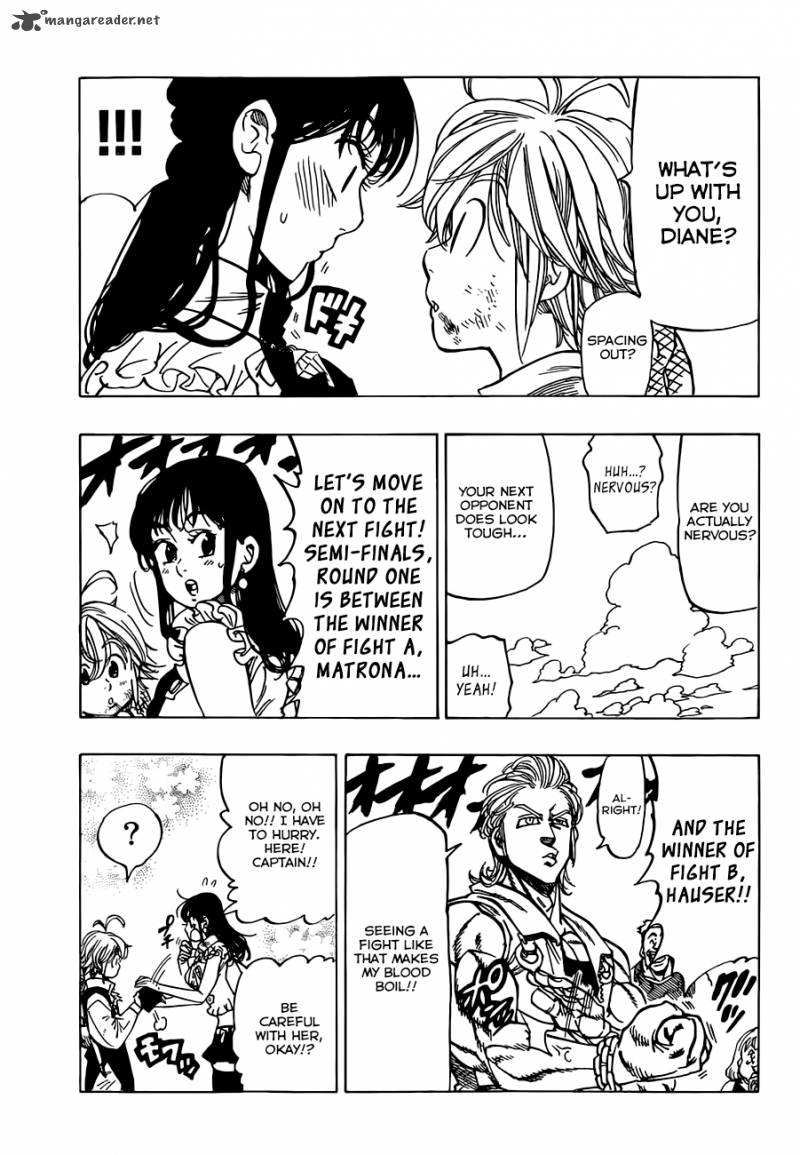 mangareader.net
!!!
WHAT'S
UP WITH
YOU,
DIANE?
SPACING
OUT?
ドキ
ARE YOU
ACTUALLY
NERVOUS?
HUH...?
NERVOUS?
YOUR NEXT
OPPONENT
DOES LOOK
TOUGH...
UH...
YEAH!
LET'S MOVE
ON TO THE
NEXT FIGHT!
SEMI-FINALS,
ROUND ONE
IS BETWEEN
THE WINNER
OF FIGHT A,
MATRONA...
AND THE
WINNER OF
FIGHT B,
HAUSER!!
AL-
RIGHT!
SEEING A
FIGHT LIKE
THAT MAKES
MY BLOOD
BOIL!!
OH NO, OH
NO!! I HAVE
TO HURRY.
HERE!
CAPTAIN!!
?
BE
CAREFUL
WITH HER,
OKAY!?